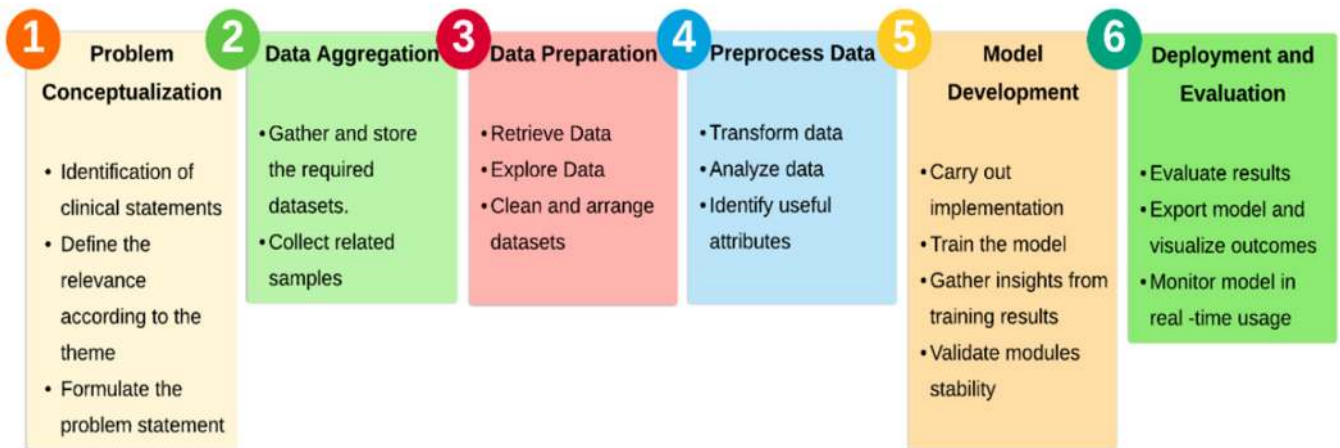 1
Problem
Conceptualization
• Identification of
clinical statements
• Define the
relevance
according to the
theme
• Formulate the
problem statement
2
Data Aggregation
• Gather and store
the required
datasets.
• Collect related
samples
3
Data Preparation
• Retrieve Data
• Explore Data
• Clean and arrange
datasets
4
Preprocess Data
• Transform data
• Analyze data
• Identify useful
attributes
5
Model
Development
• Carry out
implementation
• Train the model
• Gather insights from
training results
• Validate modules
stability
6
Deployment and
Evaluation
• Evaluate results
• Export model and
visualize outcomes
• Monitor model in
real -time usage